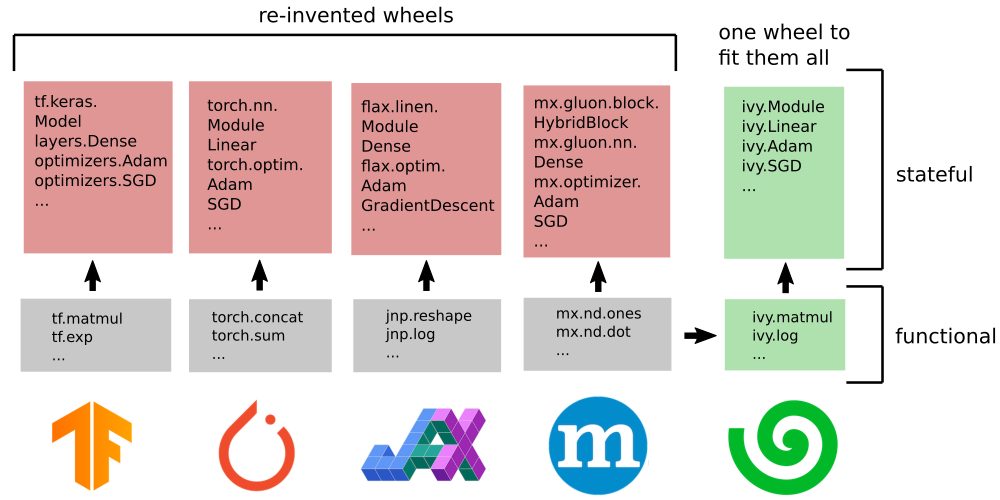 re-invented wheels
one wheel to
fit them all
tf.keras.
Model
layers.Dense
optimizers.Adam
optimizers.SGD
...
torch.nn.
Module
Linear
torch.optim.
Adam
SGD
...
flax.linen.
Module
Dense
flax.optim.
Adam
GradientDescent
...
mx.gluon.block.
HybridBlock
mx.gluon.nn.
Dense
mx.optimizer.
Adam
SGD
...
ivy.Module
ivy.Linear
ivy.Adam
ivy.SGD
...
stateful
tf.matmul
tf.exp
...
torch.concat
torch.sum
...
jnp.reshape
jnp.log
...
mx.nd.ones
mx.nd.dot
...
ivy.matmul
ivy.log
...
functional
TF
JAX
m